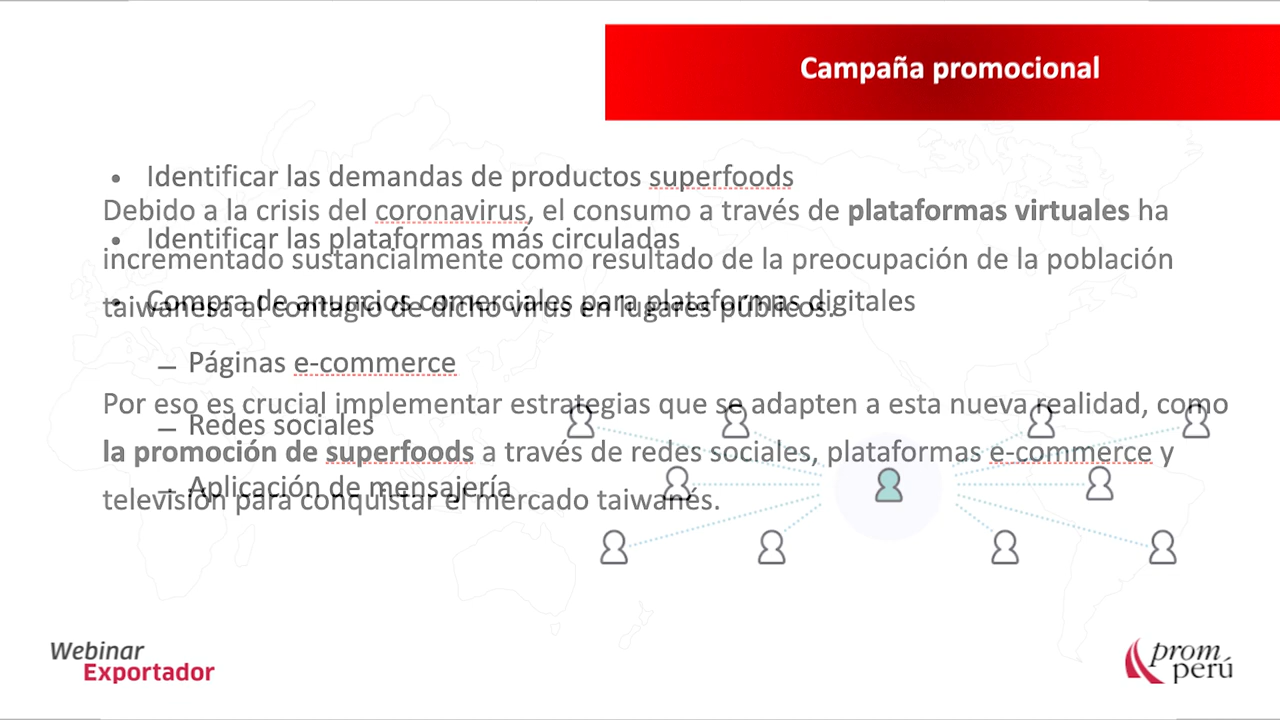 Campaña promocional
• Identificar las demandas de productos superfoods
Debido a la crisis del coronavirus, el consumo a través de plataformas virtuales ha
• Identificar las plataformas más circuladas
incrementado sustancialmente como resultado de la preocupación de la población
• Compra de anuncios comerciales para plataformas digitales
taiwanesa al contagio de dicho virus en lugares públicos.
– Páginas e-commerce
Por eso es crucial implementar estrategias que se adapten a esta nueva realidad, como
– Redes sociales
la promoción de superfoods a través de redes sociales, plataformas e-commerce y
– Aplicación de mensajería
televisión para conquistar el mercado taiwanés.
Webinar
Exportador
prom
perú